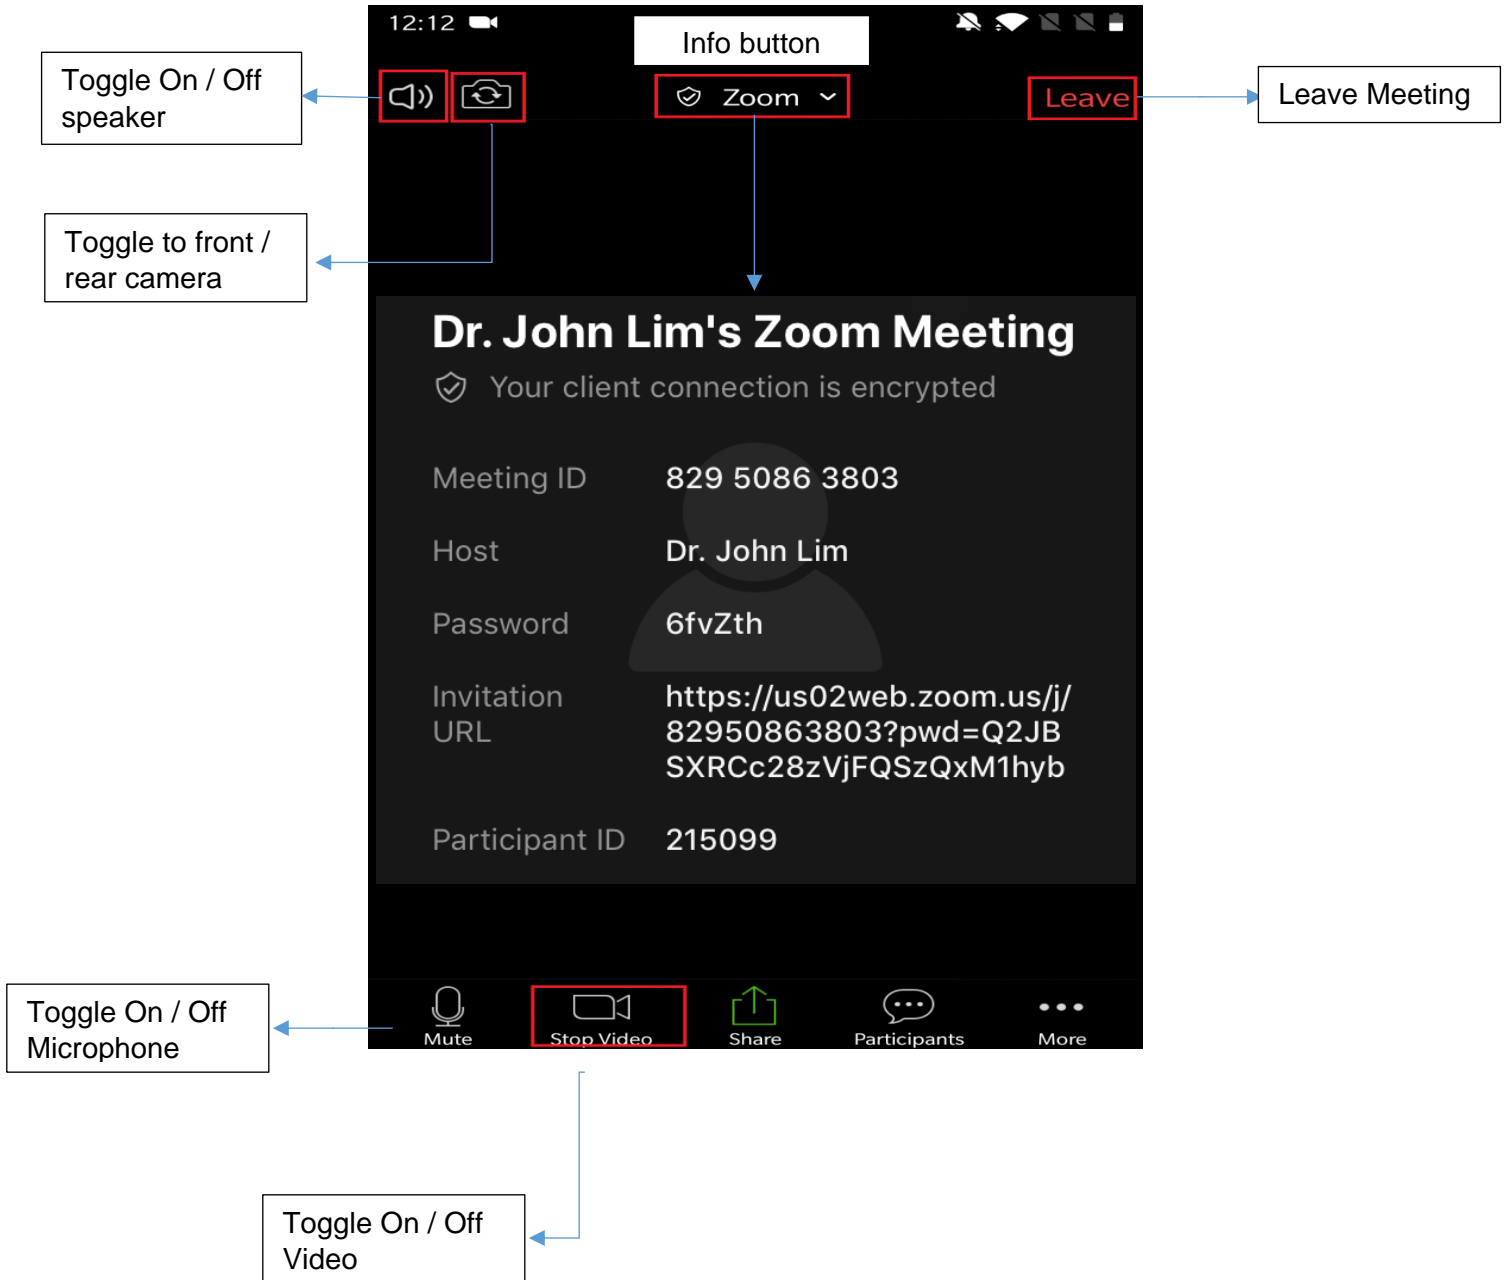 12:12
Info button
Toggle On / Off
speaker
Zoom
Leave
Leave Meeting
Toggle to front /
rear camera
Dr. John Lim's Zoom Meeting
Your client connection is encrypted
Meeting ID 829 5086 3803
Host Dr. John Lim
Password 6fvZth
Invitation URL https://us02web.zoom.us/j/
82950863803?pwd=Q2JB
SXRCc28zVjFQSzQxM1hyb
Participant ID 215099
Toggle On / Off
Microphone
Mute Stop Video Share Participants More
Toggle On / Off
Video